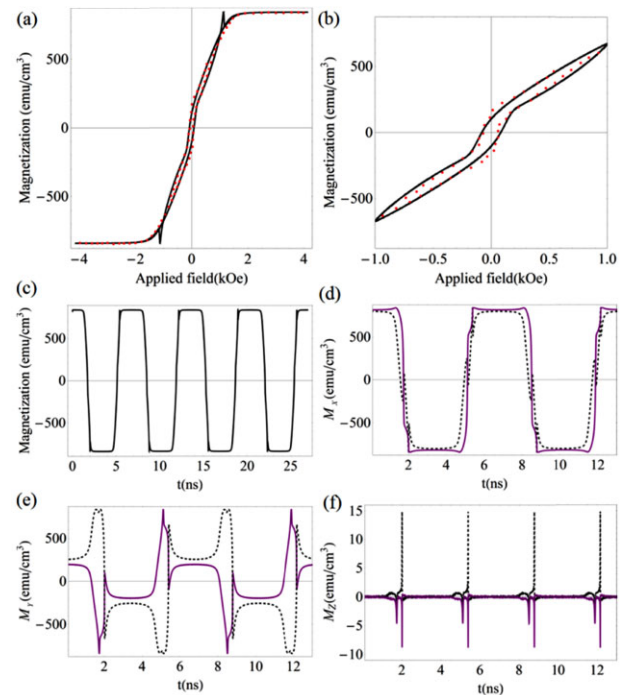 (a)
Magnetization (emu/cm³)
500
0
−500
−4 −2 0 2 4
Applied field(kOe)
(b)
Magnetization (emu/cm³)
500
0
−500
−1.0 −0.5 0.0 0.5 1.0
Applied field(kOe)
(c)
Magnetization (emu/cm³)
500
0
−500
0 5 10 15 20 25
t(ns)
(d)
M x (emu/cm³)
500
0
−500
2 4 6 8 10 12
t(ns)
(e)
M Y (emu/cm³)
500
0
−500
2 4 6 8 10 12
t(ns)
(f)
MZ(emu/cm³)
15
10
5
0
−5
−10
2 4 6 8 10 12
t(ns)